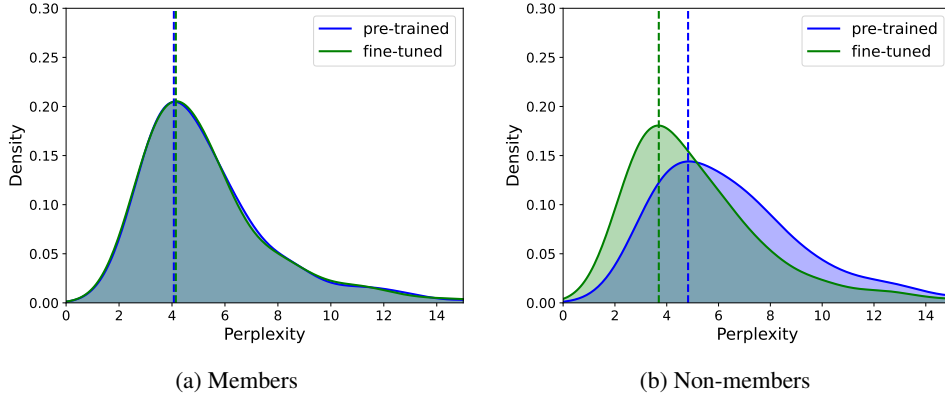 0.30
0.25
0.20
0.15
0.10
0.05
0.00
Density
0 2 4 6 8 10 12 14
Perplexity
pre-trained
fine-tuned
(a) Members
0.30
0.25
0.20
0.15
0.10
0.05
0.00
Density
0 2 4 6 8 10 12 14
Perplexity
pre-trained
fine-tuned
(b) Non-members